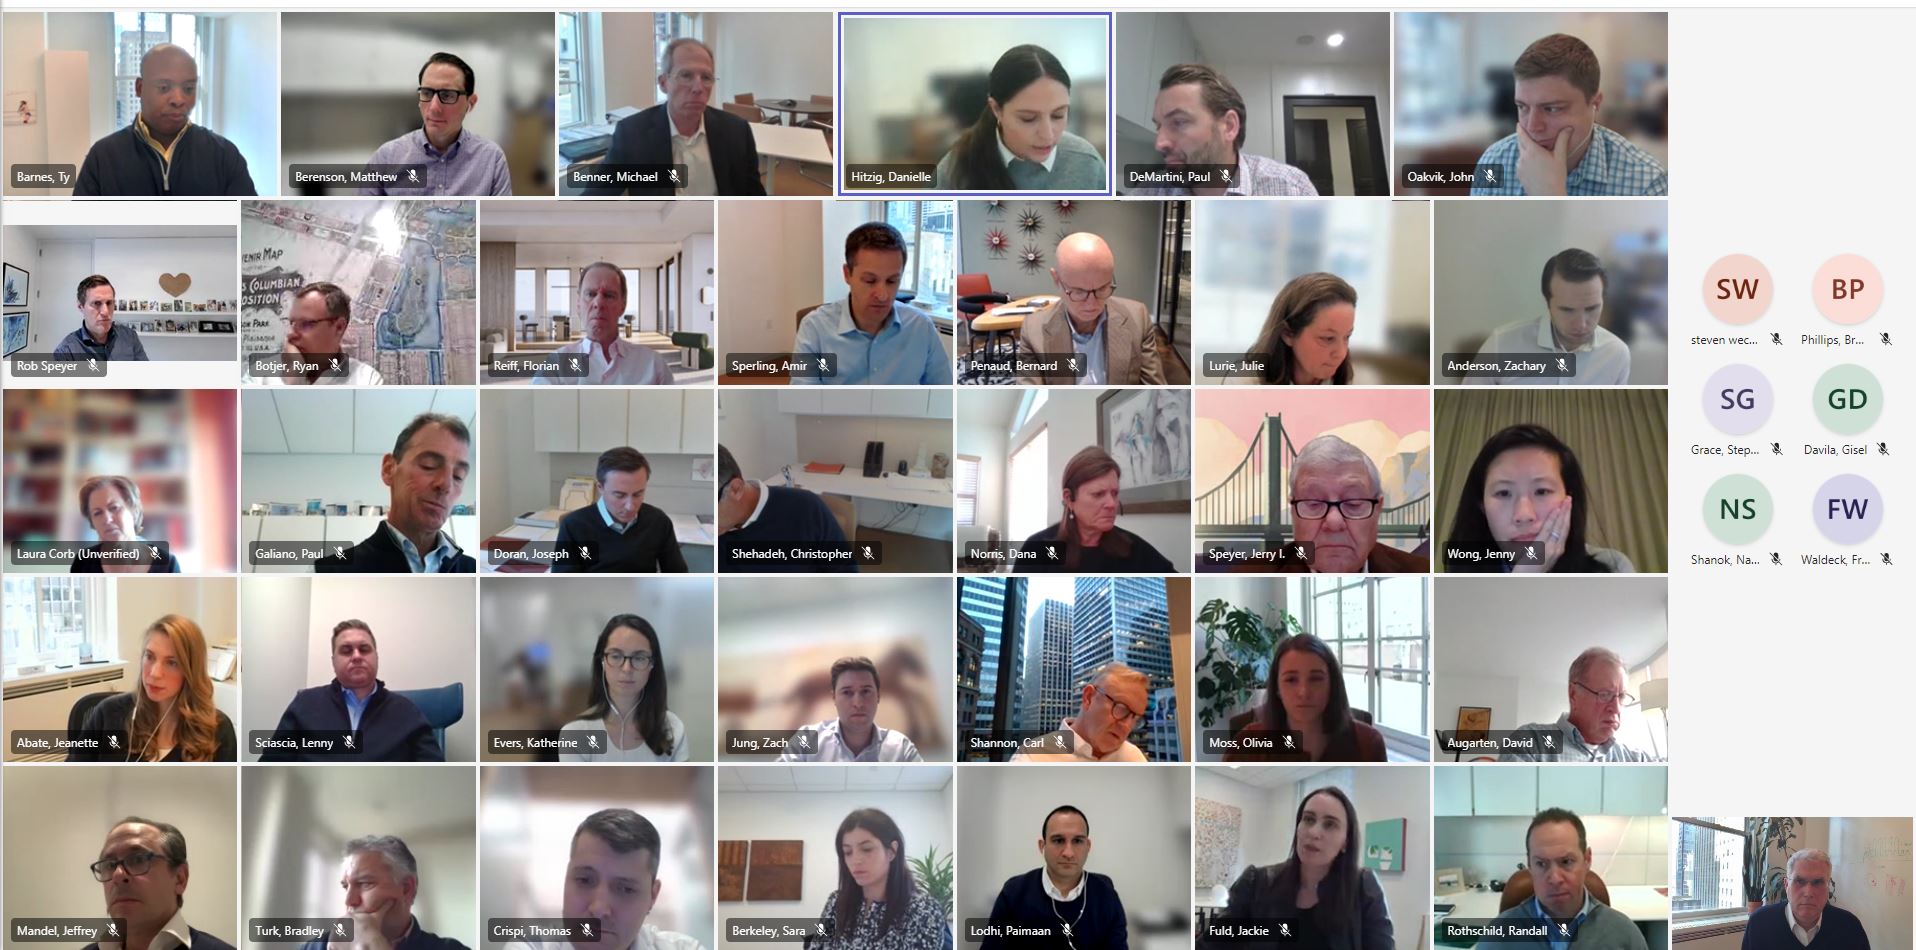 Barnes, Ty
Berenson, Matthew
Benner, Michael
Hitzig, Danielle
DeMartini, Paul
Oakvik, John
Rob Speyer
ENIR MAP
S COLUMBIAN
OSITION
Botjer, Ryan
Reiff, Florian
Sperling, Amir
Penaud, Bernard
Lurie, Julie
Anderson, Zachary
SW
BP
steven wec...
Phillips, Br...
Laura Corb (Unverified)
Galiano, Paul
Doran, Joseph
Shehadeh, Christopher
Norris, Dana
Speyer, Jerry I.
Wong, Jenny
SG
GD
Grace, Step...
Davila, Gisel
NS
FW
Shanok, Na...
Waldeck, Fr...
Abate, Jeanette
Sciascia, Lenny
Evers, Katherine
Jung, Zach
Shannon, Carl
Moss, Olivia
Augarten, David
Mandel, Jeffrey
Turk, Bradley
Crispi, Thomas
Berkeley, Sara
Lodhi, Paimaan
Fuld, Jackie
Rothschild, Randall